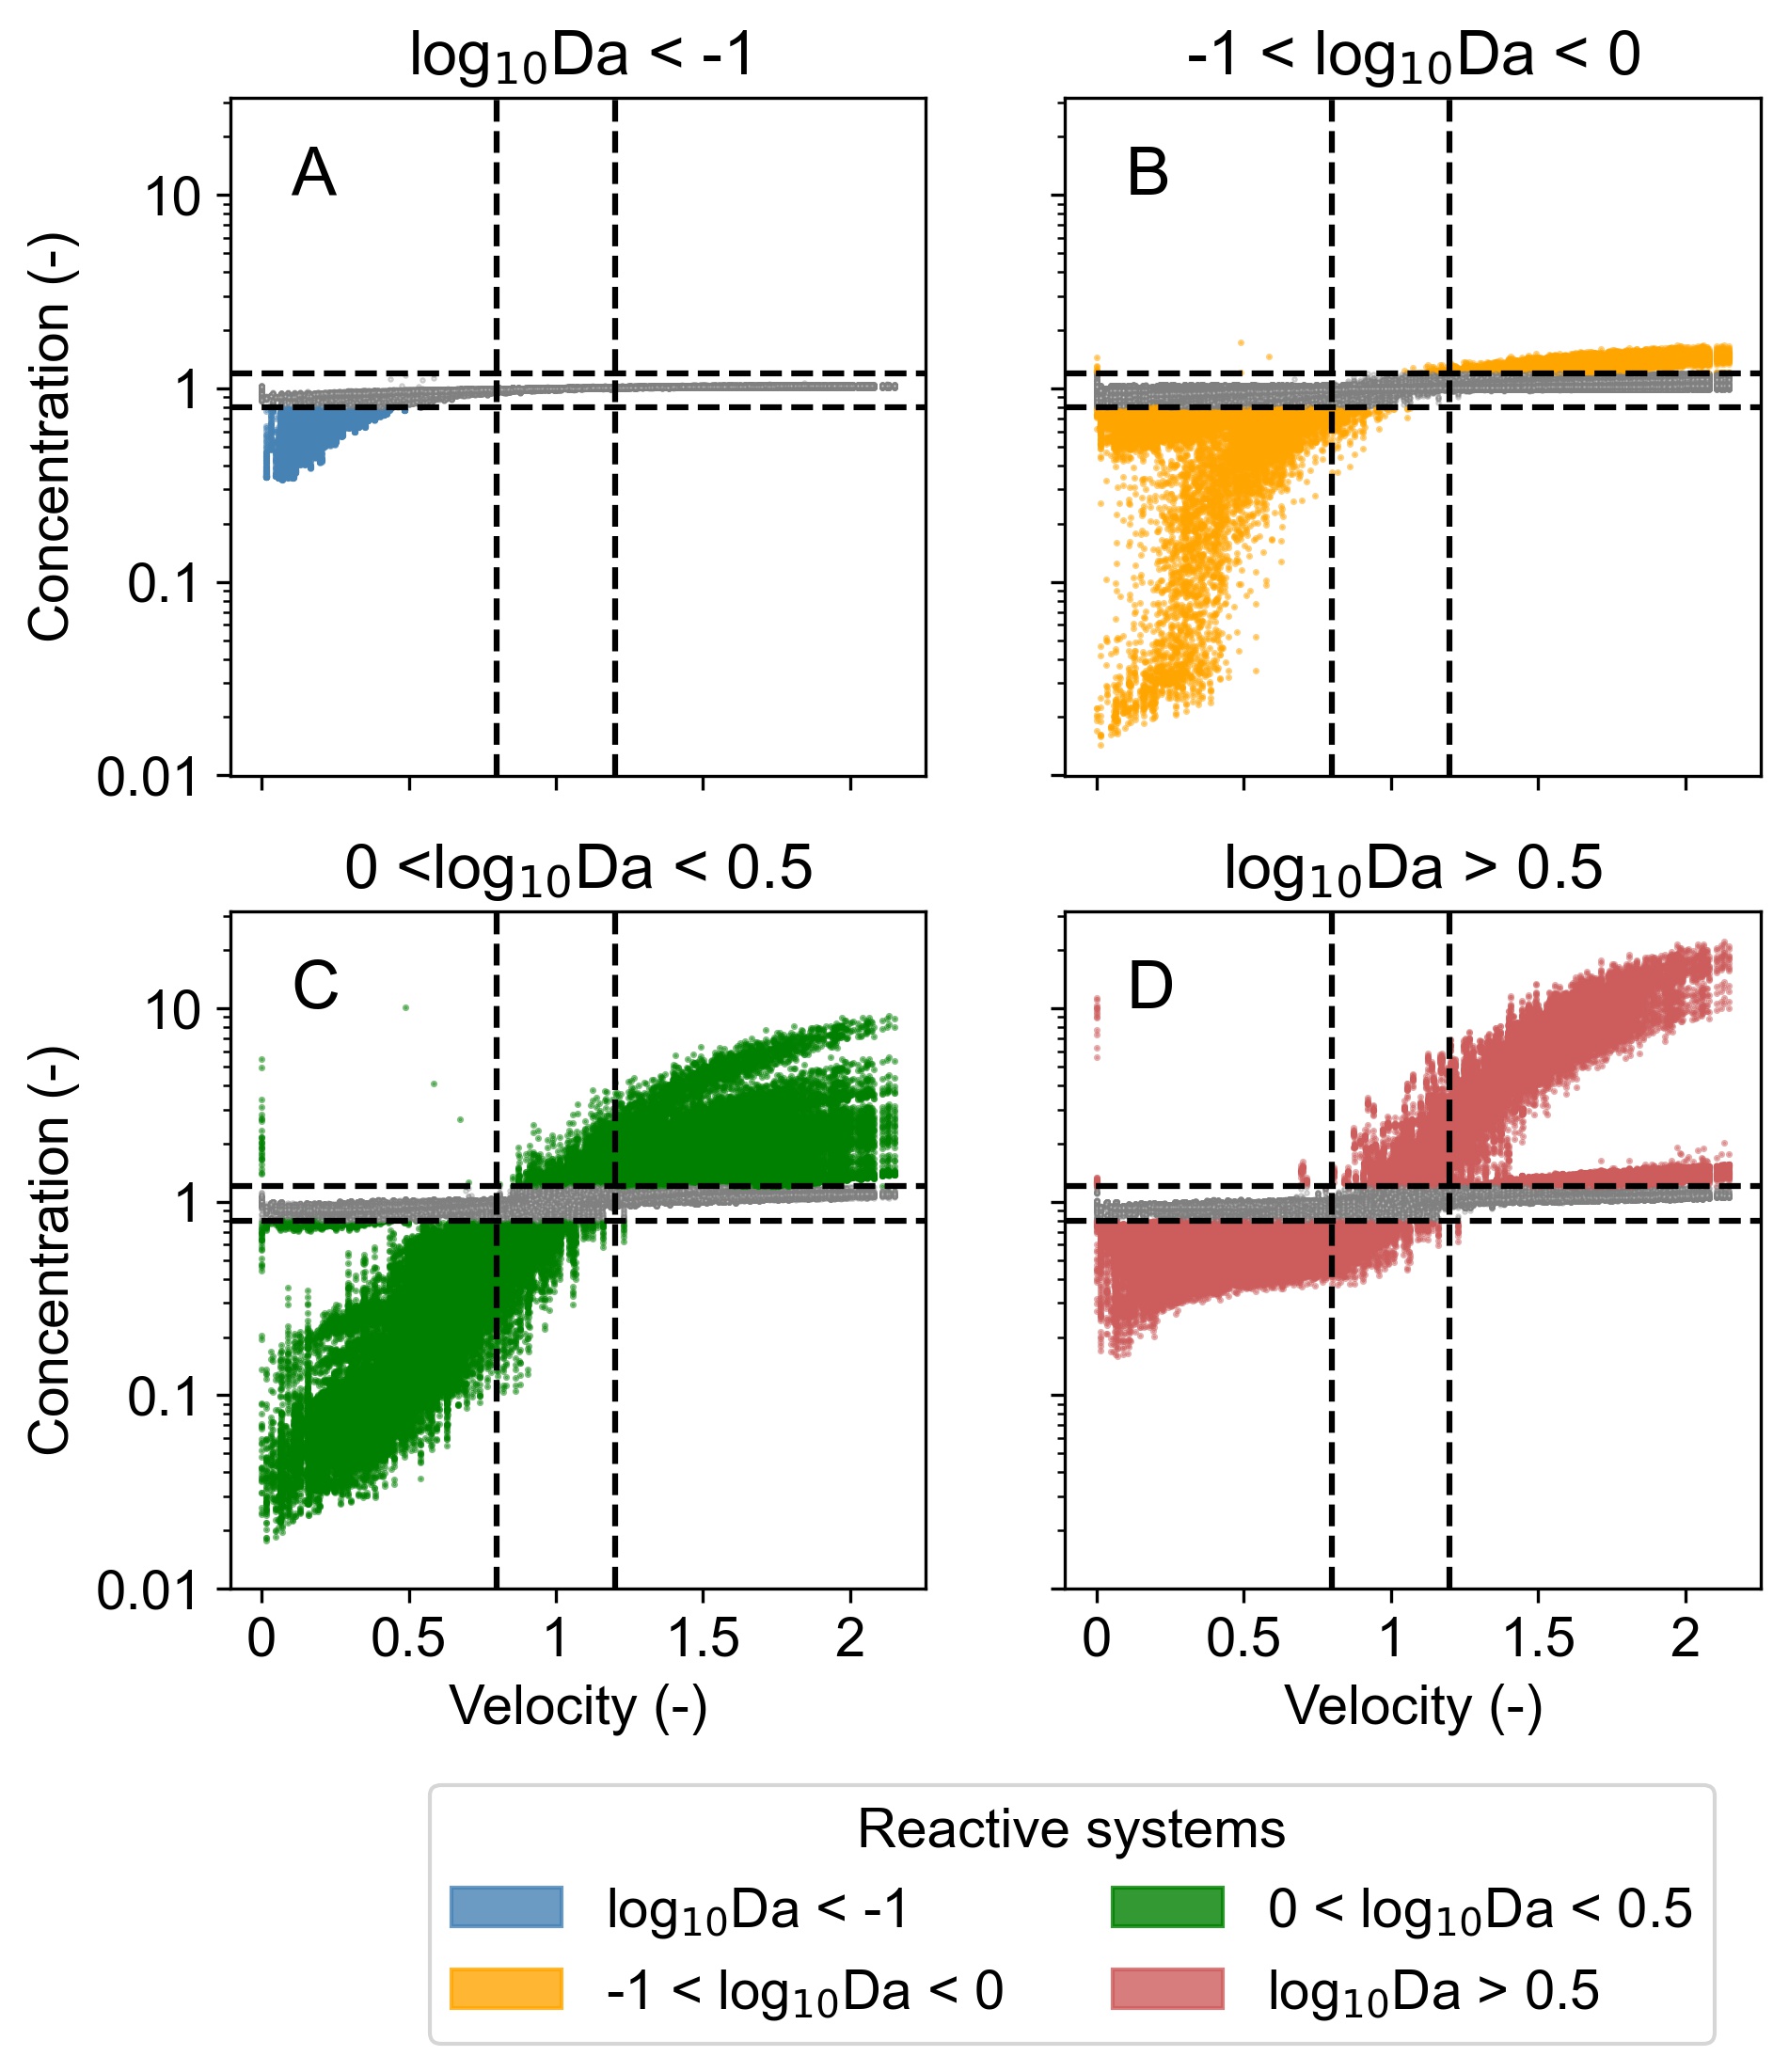 log₁₀Da < -1
-1 < log₁₀Da < 0
A
B
10
1
0.1
0.01
Concentration (-)
0 <log₁₀Da < 0.5
log₁₀Da > 0.5
C
D
10
1
0.1
0.01
Concentration (-)
0 0.5 1 1.5 2
0 0.5 1 1.5 2
Velocity (-)
Velocity (-)
Reactive systems
log₁₀Da < -1
0 < log₁₀Da < 0.5
-1 < log₁₀Da < 0
log₁₀Da > 0.5